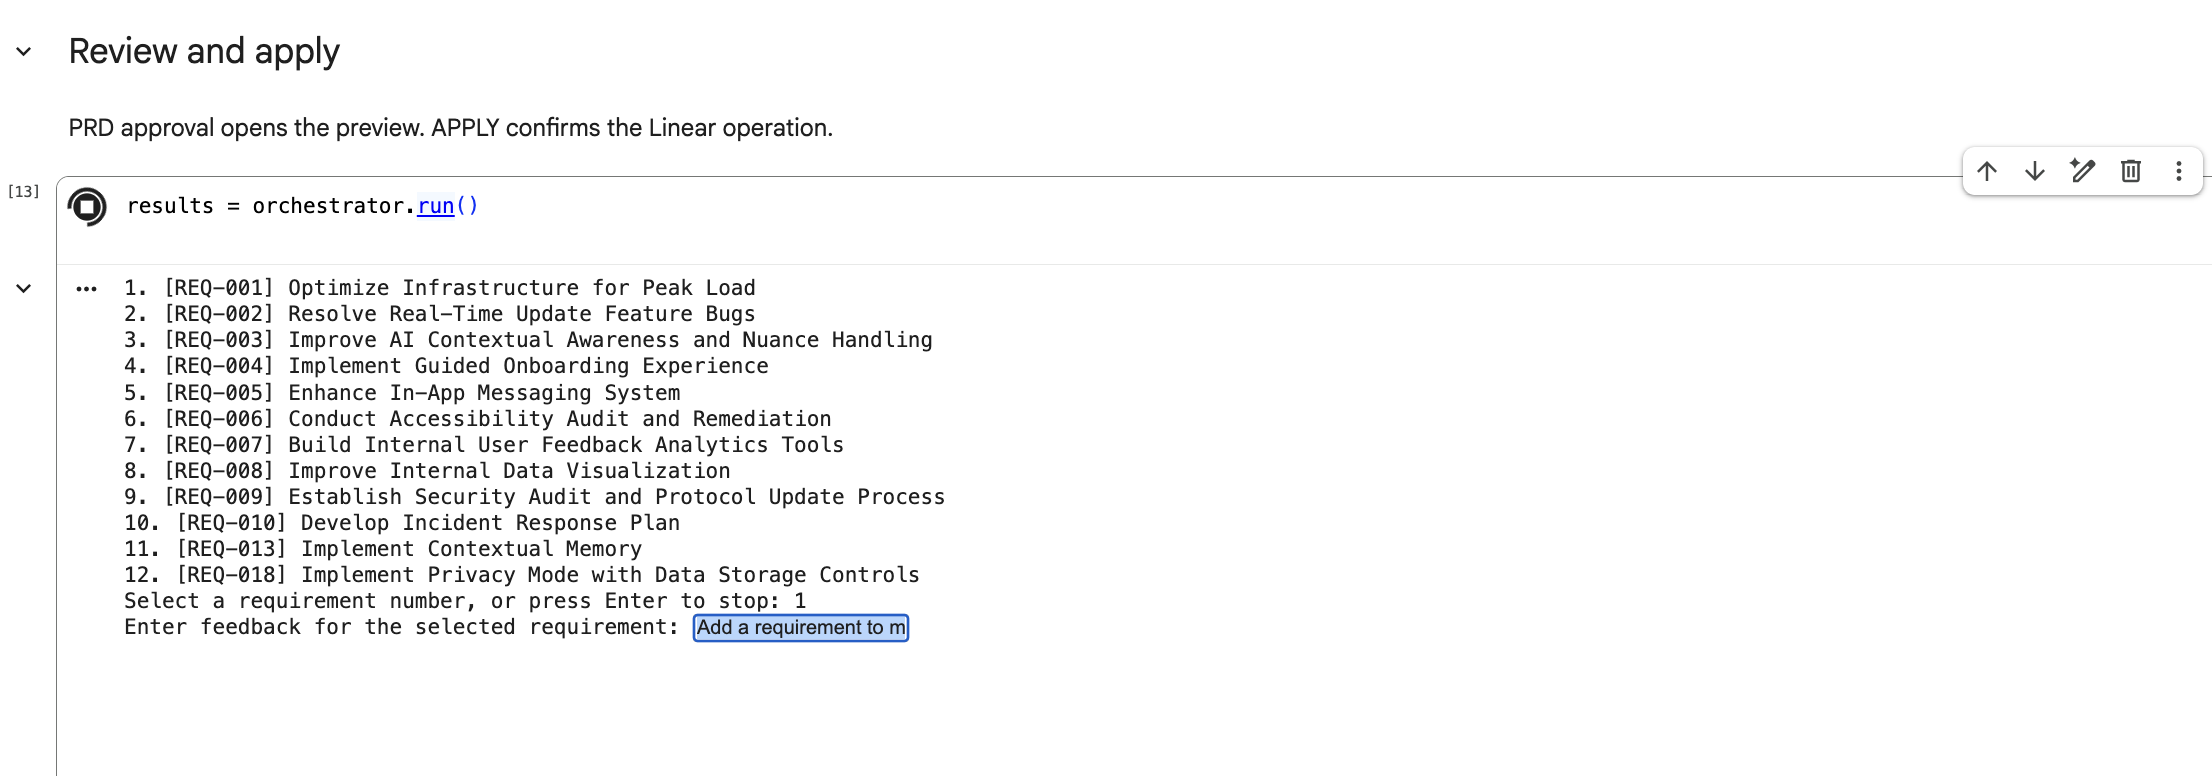 Review and apply
PRD approval opens the preview. APPLY confirms the Linear operation.
[13]
results = orchestrator.run()
1. [REQ-001] Optimize Infrastructure for Peak Load
2. [REQ-002] Resolve Real-Time Update Feature Bugs
3. [REQ-003] Improve AI Contextual Awareness and Nuance Handling
4. [REQ-004] Implement Guided Onboarding Experience
5. [REQ-005] Enhance In-App Messaging System
6. [REQ-006] Conduct Accessibility Audit and Remediation
7. [REQ-007] Build Internal User Feedback Analytics Tools
8. [REQ-008] Improve Internal Data Visualization
9. [REQ-009] Establish Security Audit and Protocol Update Process
10. [REQ-010] Develop Incident Response Plan
11. [REQ-013] Implement Contextual Memory
12. [REQ-018] Implement Privacy Mode with Data Storage Controls
Select a requirement number, or press Enter to stop: 1
Enter feedback for the selected requirement: Add a requirement to m